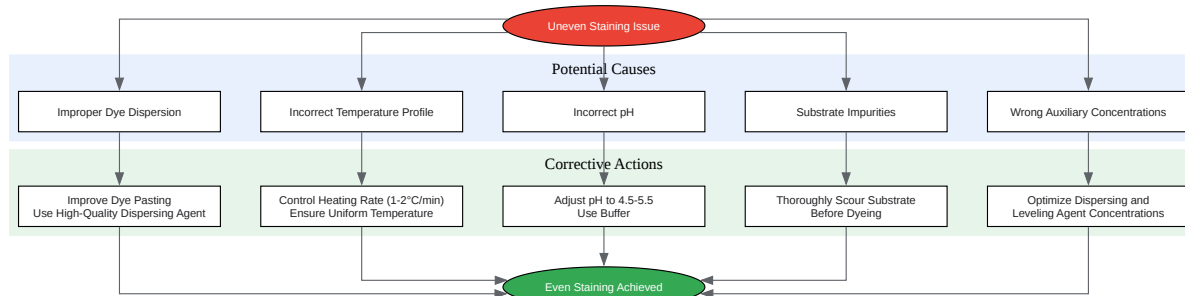 Uneven Staining Issue
Potential Causes
Improper Dye Dispersion
Incorrect Temperature Profile
Incorrect pH
Substrate Impurities
Wrong Auxiliary Concentrations
Corrective Actions
Improve Dye Pasting
Use High-Quality Dispersing Agent
Control Heating Rate (1-2°C/min)
Ensure Uniform Temperature
Adjust pH to 4.5-5.5
Use Buffer
Thoroughly Scour Substrate
Before Dyeing
Optimize Dispersing and
Leveling Agent Concentrations
Even Staining Achieved